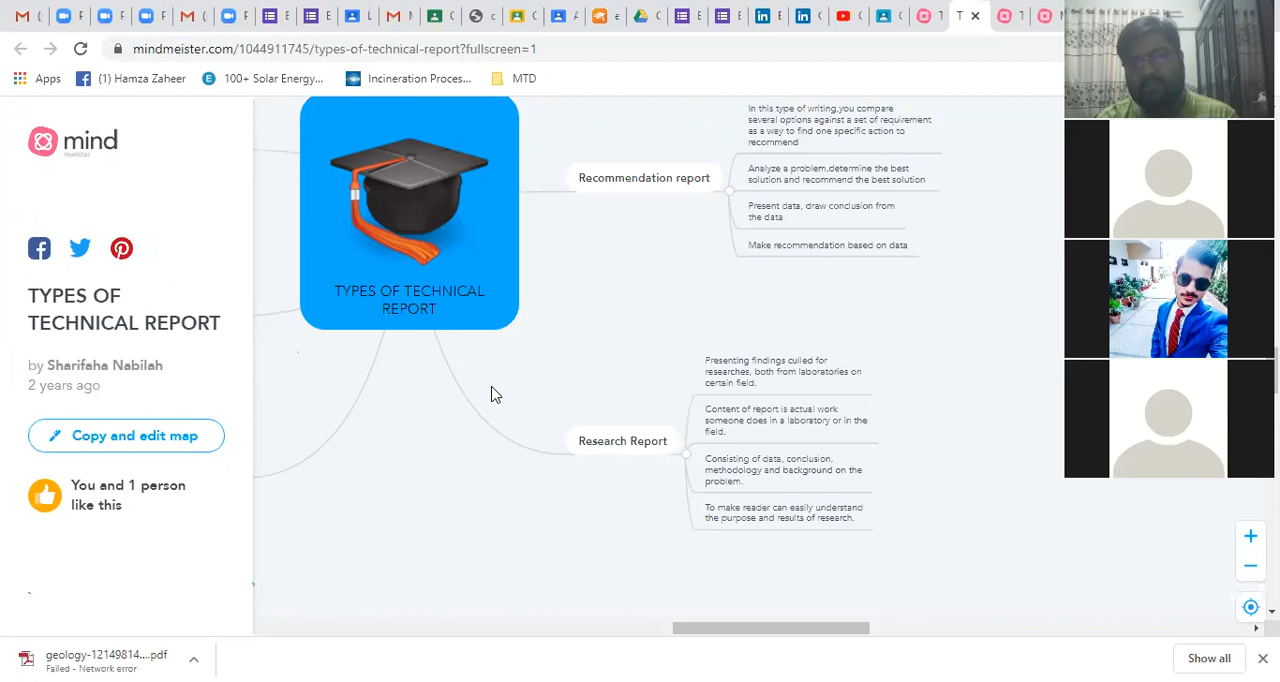 mindmeister.com/1044911745/types-of-technical-report?fullscreen=1
Apps
(1) Hamza Zaheer
100+ Solar Energy...
Incineration Proces...
MTD
mind
meister
TYPES OF
TECHNICAL REPORT
by Sharifaha Nabilah
2 years ago
Copy and edit map
You and 1 person
like this
TYPES OF TECHNICAL
REPORT
Recommendation report
In this type of writing,you compare
several options against a set of requirement
as a way to find one specific action to
recommend
Analyze a problem,determine the best
solution and recommend the best solution
Present data, draw conclusion from
the data
Make recommendation based on data
Research Report
Presenting findings culled for
researches, both from laboratories on
certain field.
Content of report is actual work
someone does in a laboratory or in the
field.
Consisting of data, conclusion,
methodology and background on the
problem.
To make reader can easily understand
the purpose and results of research.
geology-12149814....pdf
Failed - Network error
Show all